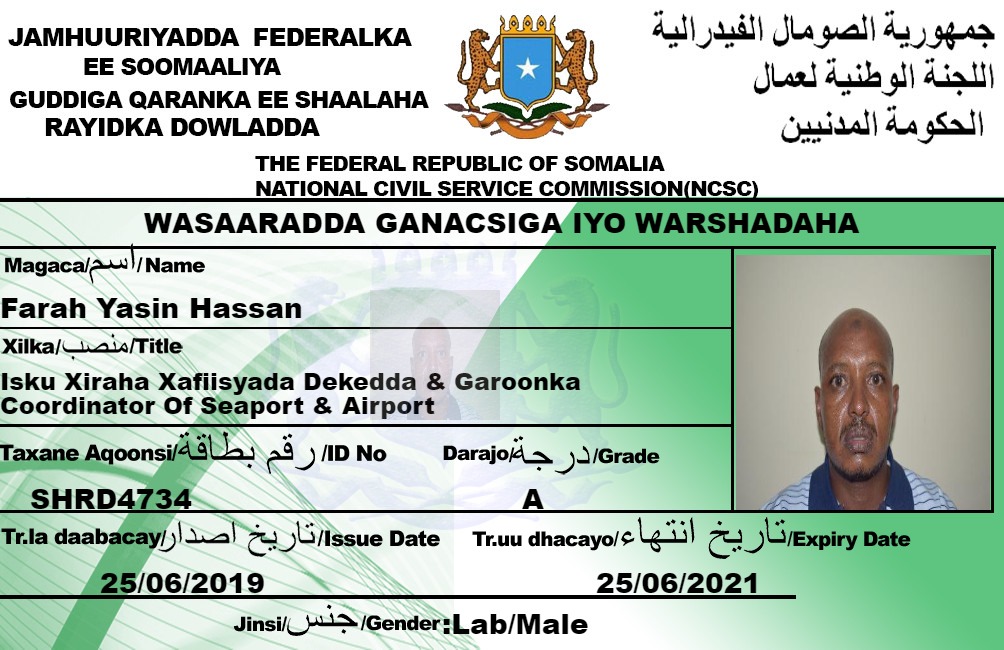 JAMHUURIYADDA FEDERALKA
EE SOOMAALIYA
GUDDIGA QARANKA EE SHAALAHA
RAYIDKA DOWLADDA
جمهورية الصومال الفيدرالية
اللجنة الوطنية لعمال
الحكومة المدنيين
THE FEDERAL REPUBLIC OF SOMALIA
NATIONAL CIVIL SERVICE COMMISSION(NCSC)
WASAARADDA GANACSIGA IYO WARSHADAHA
Magaca/اسم/Name
Farah Yasin Hassan
Xilka/منصب/Title
Isku Xiraha Xafiisyada Dekedda & Garoonka
Coordinator Of Seaport & Airport
Taxane Aqoonsi/رقم بطاقة/ID No
SHRD4734
Darajo/درجة/Grade
A
Tr.la daabacay/تاريخ اصدار/Issue Date
25/06/2019
Tr.uu dhacayo/تاريخ انتهاء/Expiry Date
25/06/2021
Jinsi/جنس/Gender:Lab/Male